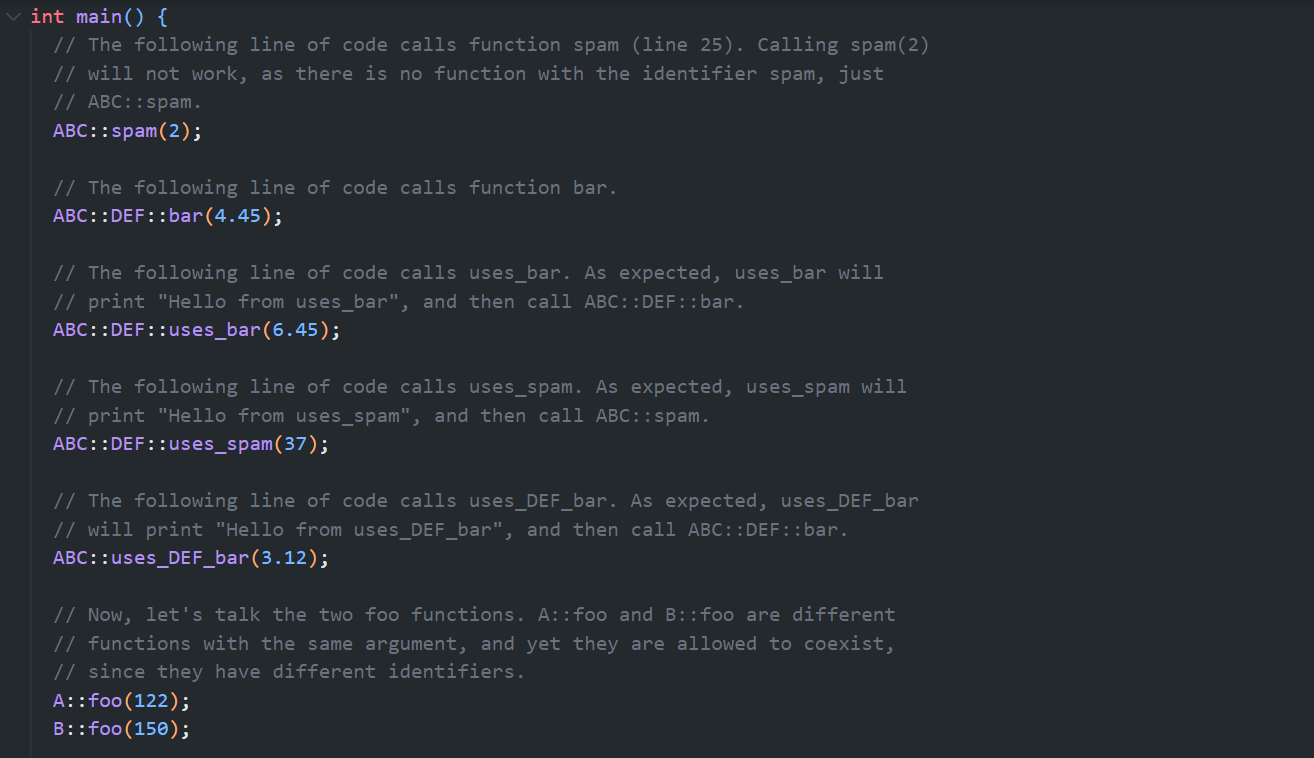 int main() {
// The following line of code calls function spam (line 25). Calling spam(2)
// will not work, as there is no function with the identifier spam, just
// ABC::spam.
ABC::spam(2);
// The following line of code calls function bar.
ABC::DEF::bar(4.45);
// The following line of code calls uses_bar. As expected, uses_bar will
// print "Hello from uses_bar", and then call ABC::DEF::bar.
ABC::DEF::uses_bar(6.45);
// The following line of code calls uses_spam. As expected, uses_spam will
// print "Hello from uses_spam", and then call ABC::spam.
ABC::DEF::uses_spam(37);
// The following line of code calls uses_DEF_bar. As expected, uses_DEF_bar
// will print "Hello from uses_DEF_bar", and then call ABC::DEF::bar.
ABC::uses_DEF_bar(3.12);
// Now, let's talk the two foo functions. A::foo and B::foo are different
// functions with the same argument, and yet they are allowed to coexist,
// since they have different identifiers.
A::foo(122);
B::foo(150);